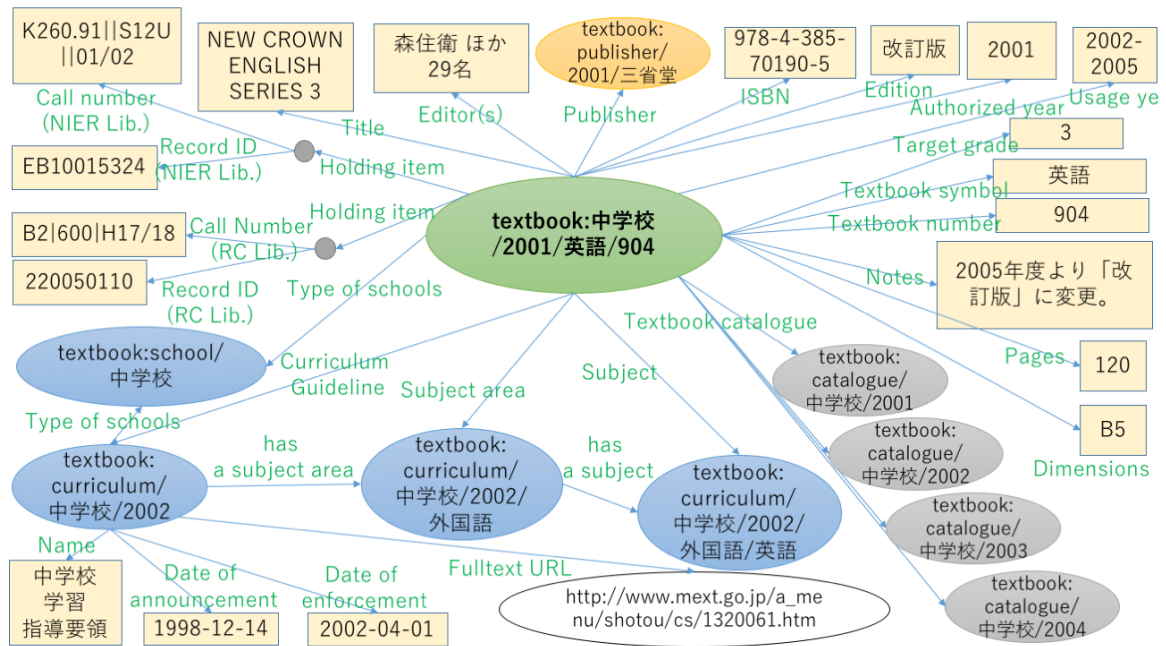 K260.91||S12U
||01/02
NEW CROWN
ENGLISH
SERIES 3
森住衛 ほか
29名
textbook:
publisher/
2001/三省堂
978-4-385-
70190-5
改訂版
2001
2002-
2005
Call number
(NIER Lib.)
Title
Editor(s)
Publisher
ISBN
Edition
Authorized year
Usage ye
EB10015324
Record ID
(NIER Lib.)
Holding item
Target grade
3
Textbook symbol
英語
Textbook number
904
B2|600|H17/18
Call Number
(RC Lib.)
Holding item
textbook:中学校
/2001/英語/904
220050110
Record ID
(RC Lib.)
Type of schools
Notes
2005年度より「改
訂版」に変更。
textbook:school/
中学校
Curriculum
Guideline
Subject area
Subject
Textbook catalogue
textbook:
catalogue/
中学校/2001
Pages
120
Type of schools
textbook:
curriculum/
中学校/2002
has
a subject area
textbook:
curriculum/
中学校/2002/
外国語
has
a subject
textbook:
curriculum/
中学校/2002/
外国語/英語
textbook:
catalogue/
中学校/2002
B5
Dimensions
textbook:
catalogue/
中学校/2003
Name
中学校
学習
指導要領
Date of
announcement
1998-12-14
Date of
enforcement
2002-04-01
Fulltext URL
http://www.mext.go.jp/a_me
nu/shotou/cs/1320061.htm
textbook:
catalogue/
中学校/2004